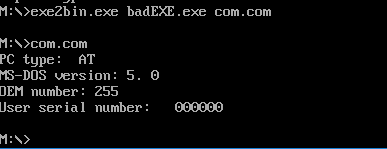 M:\>exe2bin.exe badEXE.exe com.com
M:\>com.com
PC type:  AT
MS-DOS version: 5. 0
OEM number: 255
User serial number:   000000
M:\>